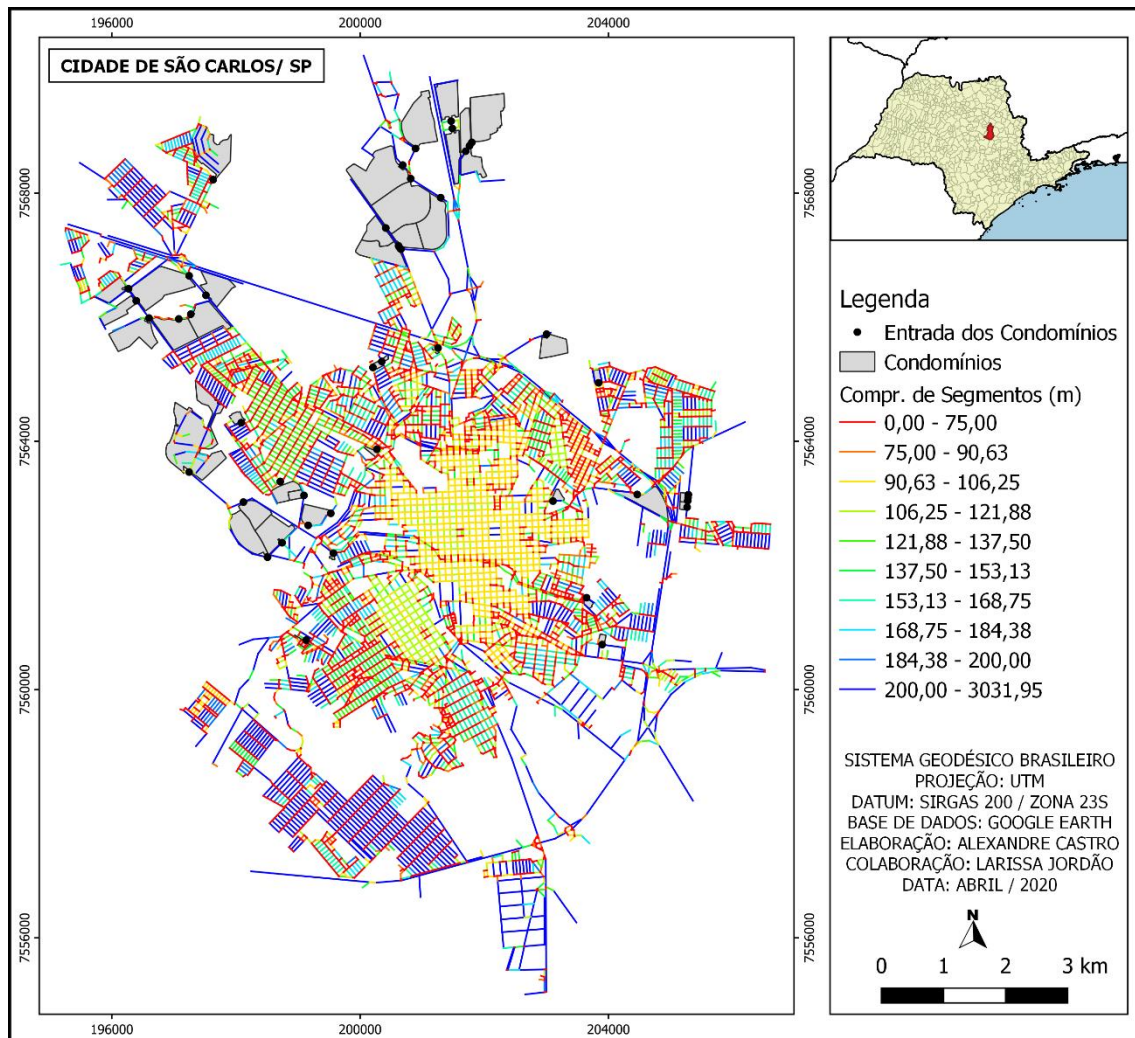 196000
200000
204000
CIDADE DE SÃO CARLOS/ SP
7568000
7568000
7564000
7564000
7560000
7560000
7556000
7556000
196000
200000
204000
Legenda
Entrada dos Condomínios
Condomínios
Compr. de Segmentos (m)
0,00 - 75,00
75,00 - 90,63
90,63 - 106,25
106,25 - 121,88
121,88 - 137,50
137,50 - 153,13
153,13 - 168,75
168,75 - 184,38
184,38 - 200,00
200,00 - 3031,95
SISTEMA GEODÉSICO BRASILEIRO
PROJEÇÃO: UTM
DATUM: SIRGAS 200 / ZONA 23S
BASE DE DADOS: GOOGLE EARTH
ELABORAÇÃO: ALEXANDRE CASTRO
COLABORAÇÃO: LARISSA JORDÃO
DATA: ABRIL / 2020
N
0 1 2 3 km